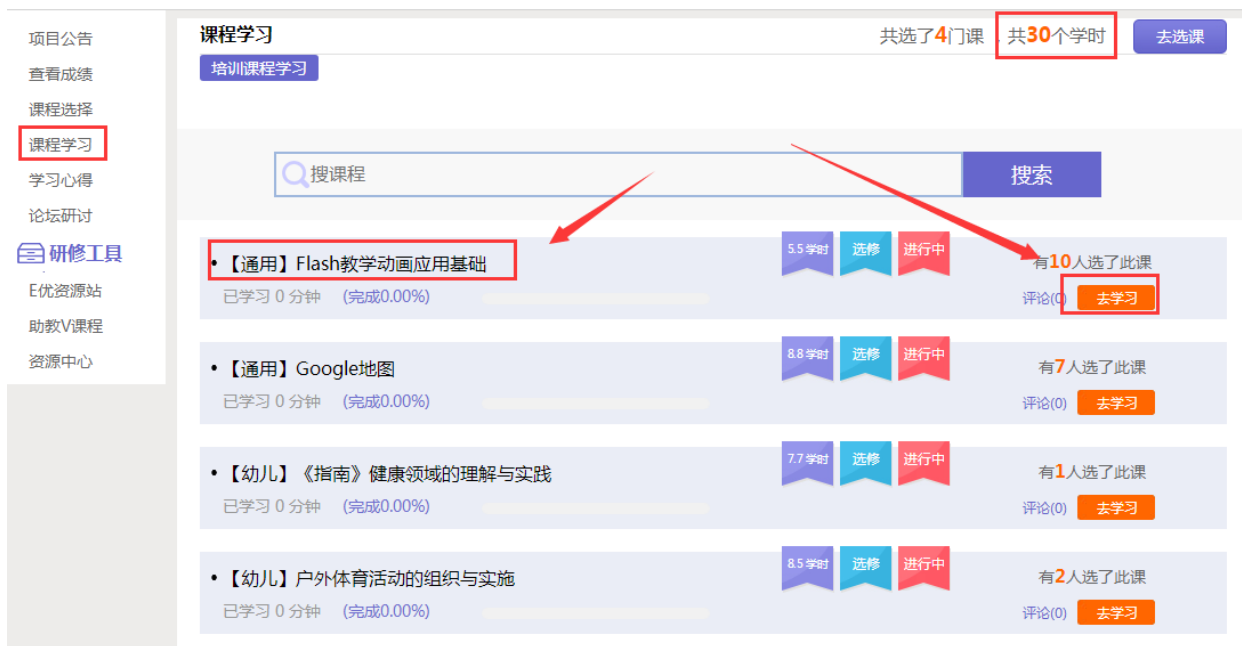 项目公告
查看成绩
课程选择
课程学习
学习心得
论坛研讨
研修工具
E优资源站
助教V课程
资源中心
课程学习
共选了4门课，共30个学时
去选课
培训课程学习
搜课程
搜索
•【通用】Flash教学动画应用基础
5.5学时 选修 进行中
有10人选了此课
已学习 0 分钟 (完成0.00%)
评论(0) 去学习
•【通用】Google地图
8.8学时 选修 进行中
有7人选了此课
已学习 0 分钟 (完成0.00%)
评论(0) 去学习
•【幼儿】《指南》健康领域的理解与实践
7.7学时 选修 进行中
有1人选了此课
已学习 0 分钟 (完成0.00%)
评论(0) 去学习
•【幼儿】户外体育活动的组织与实施
8.5学时 选修 进行中
有2人选了此课
已学习 0 分钟 (完成0.00%)
评论(0) 去学习